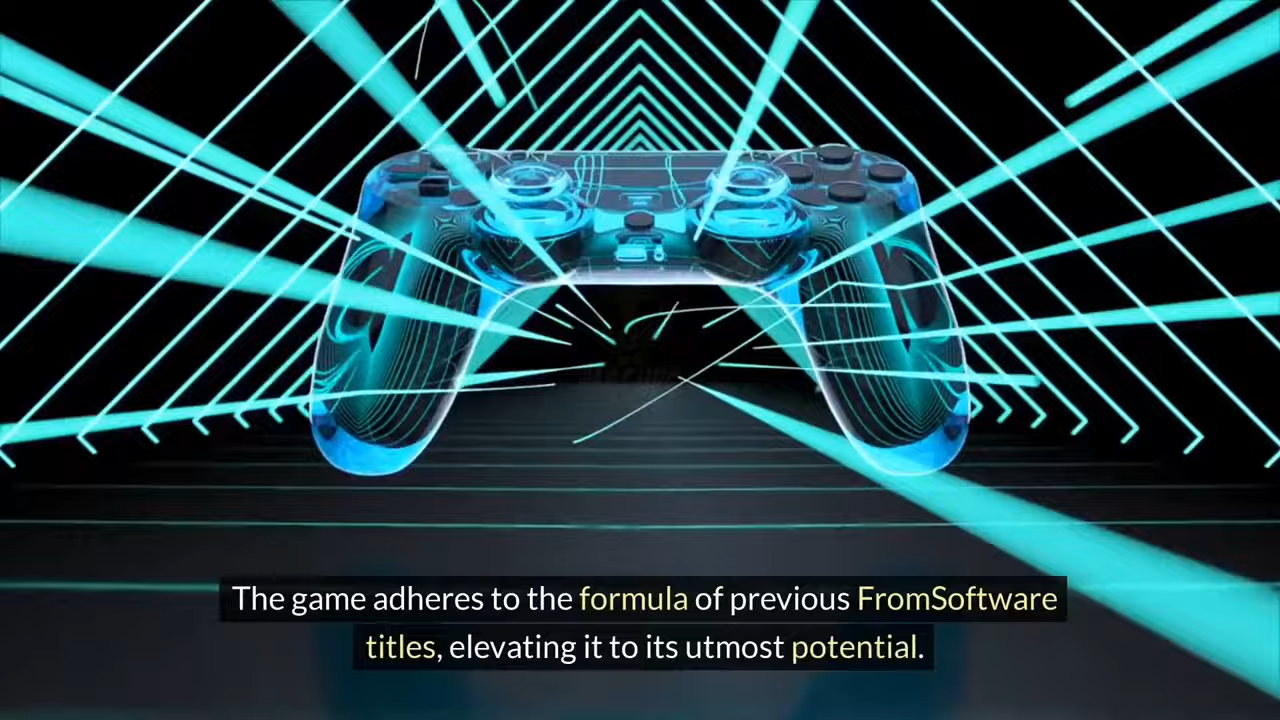 The game adheres to the formula of previous FromSoftware
titles, elevating it to its utmost potential.